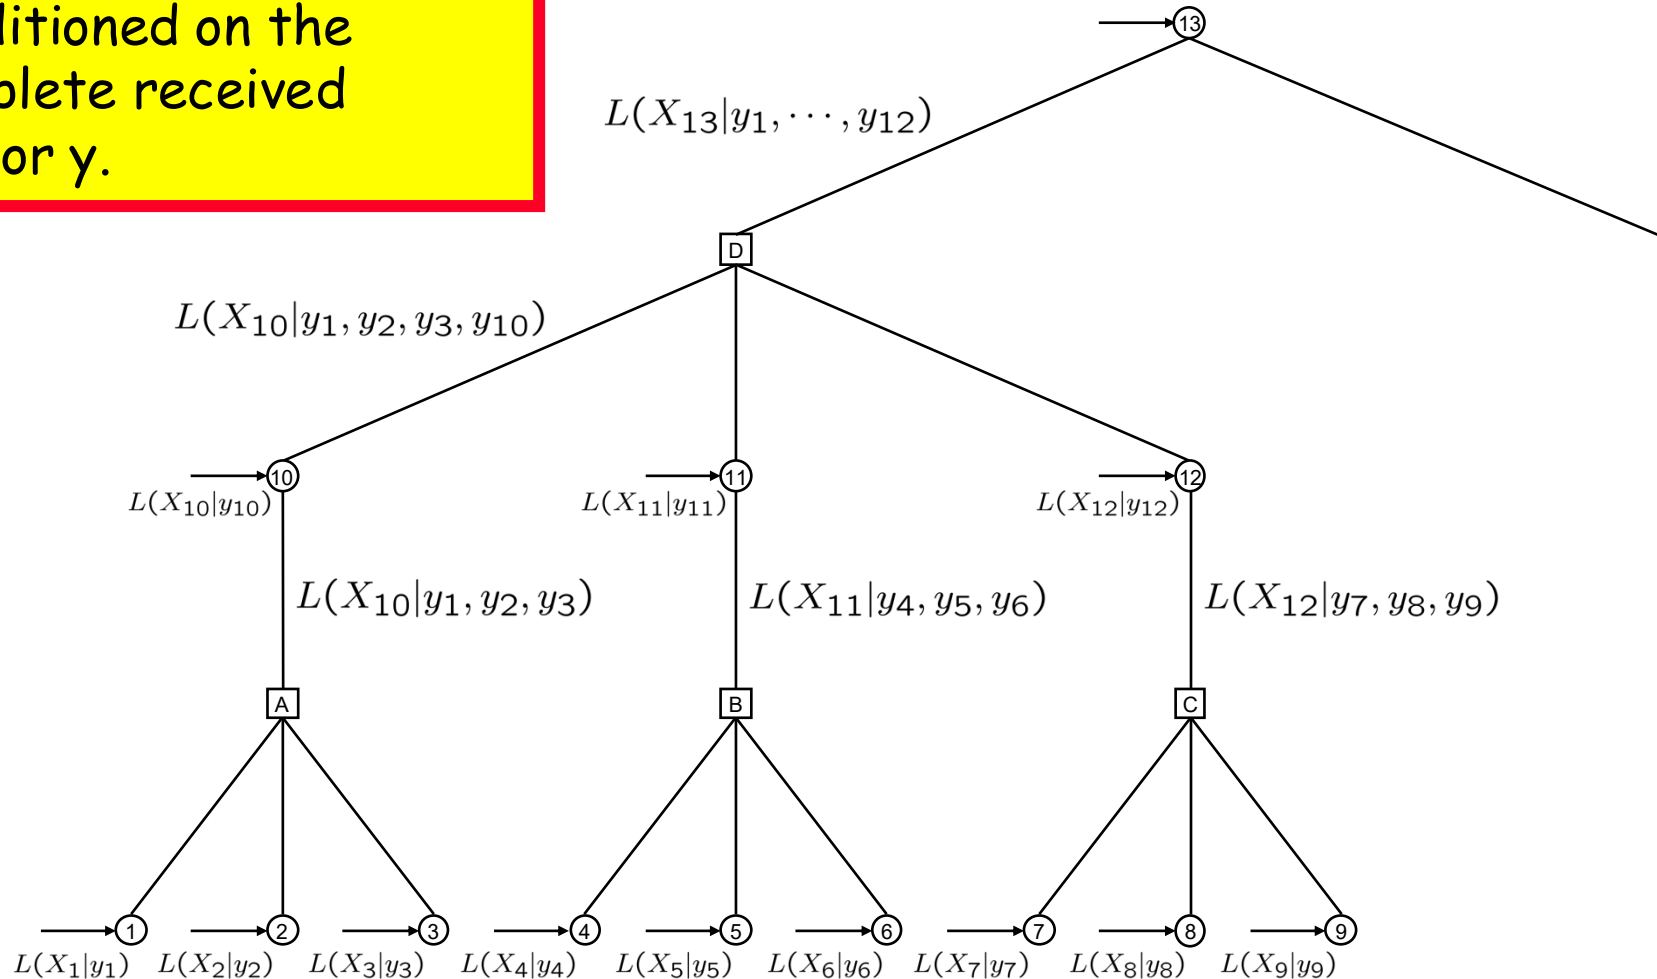 ditioned on the
plete received
or y.
13
L(X₁₃|y₁, ⋯, y₁₂)
D
L(X₁₀|y₁, y₂, y₃, y₁₀)
10 11 12
L(X₁₀|y₁₀) L(X₁₁|y₁₁) L(X₁₂|y₁₂)
L(X₁₀|y₁, y₂, y₃) L(X₁₁|y₄, y₅, y₆) L(X₁₂|y₇, y₈, y₉)
A B C
1 2 3 4 5 6 7 8 9
L(X₁|y₁) L(X₂|y₂) L(X₃|y₃) L(X₄|y₄) L(X₅|y₅) L(X₆|y₆) L(X₇|y₇) L(X₈|y₈) L(X₉|y₉)